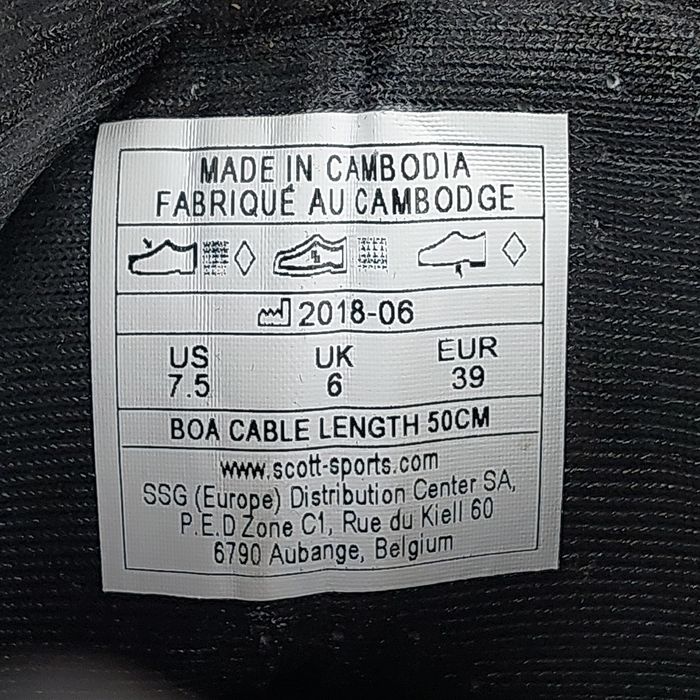 MADE IN CAMBODIA
FABRIQUÉ AU CAMBODGE
2018-06
US UK EUR
7.5 6 39
BOA CABLE LENGTH 50CM
www.scott-sports.com
SSG (Europe) Distribution Center SA,
P.E.D Zone C1, Rue du Kiell 60
6790 Aubange, Belgium